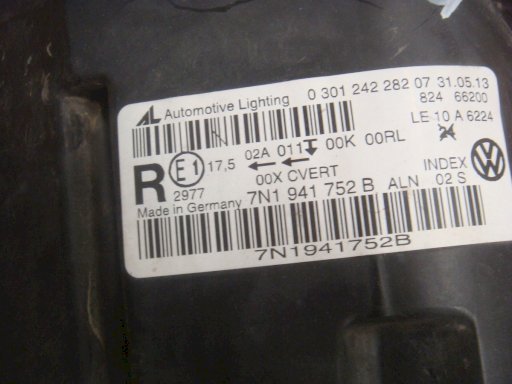 AL Automotive Lighting 0 301 242 282 07 31.05.13
824 66200
LE 10 A 6224
R E1 17,5 02A 011 00K 00RL
2977 00X CVERT INDEX
Made in Germany 7N1 941 752 B ALN 02 S
7N1941752B